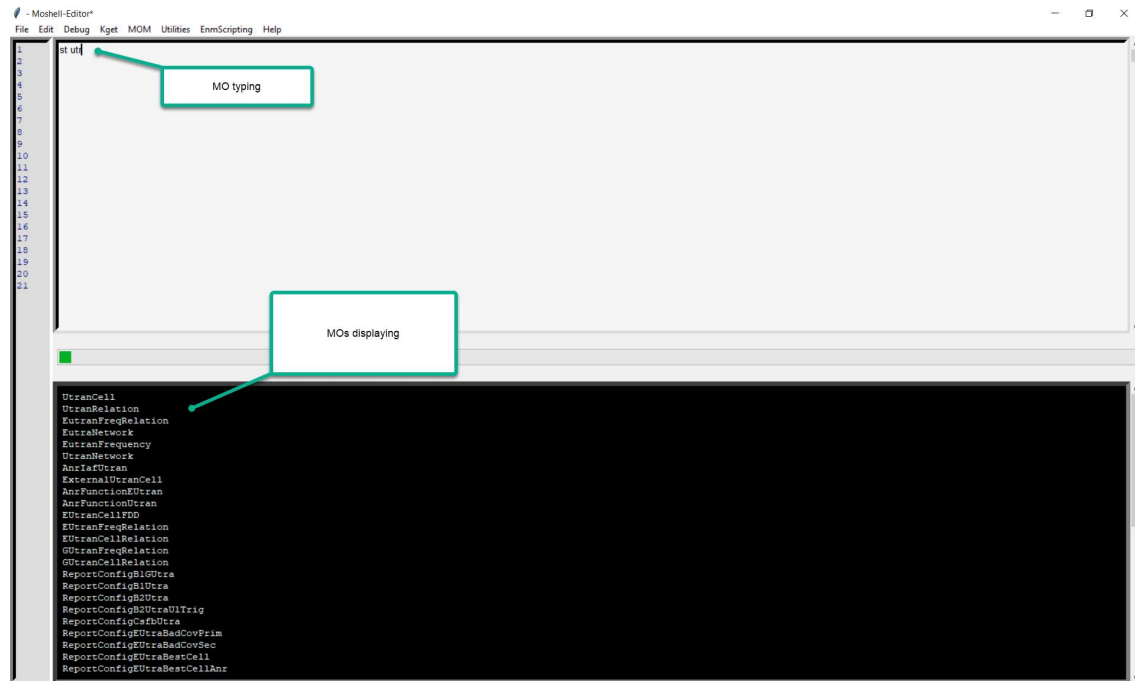 - Moshell-Editor*
File Edit Debug Kget MOM Utilities EnmScripting Help
1 st utr
2
3
4
5
6
7
8
9
10
11
12
13
14
15
16
17
18
19
20
21
MO typing
MOs displaying
UtranCell
UtranRelation
EutranFreqRelation
EutraNetwork
EutranFrequency
UtranNetwork
AnrIafUtran
ExternalUtranCell
AnrFunctionEUtran
AnrFunctionUtran
EUtranCellFDD
EUtranFreqRelation
EUtranCellRelation
GUtranFreqRelation
GUtranCellRelation
ReportConfigB1GUtra
ReportConfigB1Utra
ReportConfigB2Utra
ReportConfigB2UtraUlTrig
ReportConfigCsfbUtra
ReportConfigEUtraBadCovPrim
ReportConfigEUtraBadCovSec
ReportConfigEUtraBestCell
ReportConfigEUtraBestCellAnr